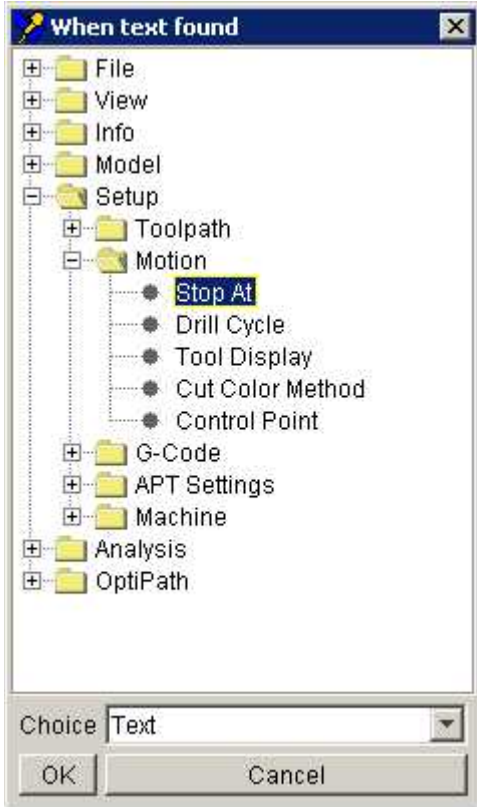 When text found
File
View
Info
Model
Setup
Toolpath
Motion
Stop At
Drill Cycle
Tool Display
Cut Color Method
Control Point
G-Code
APT Settings
Machine
Analysis
OptiPath
Choice Text
OK Cancel